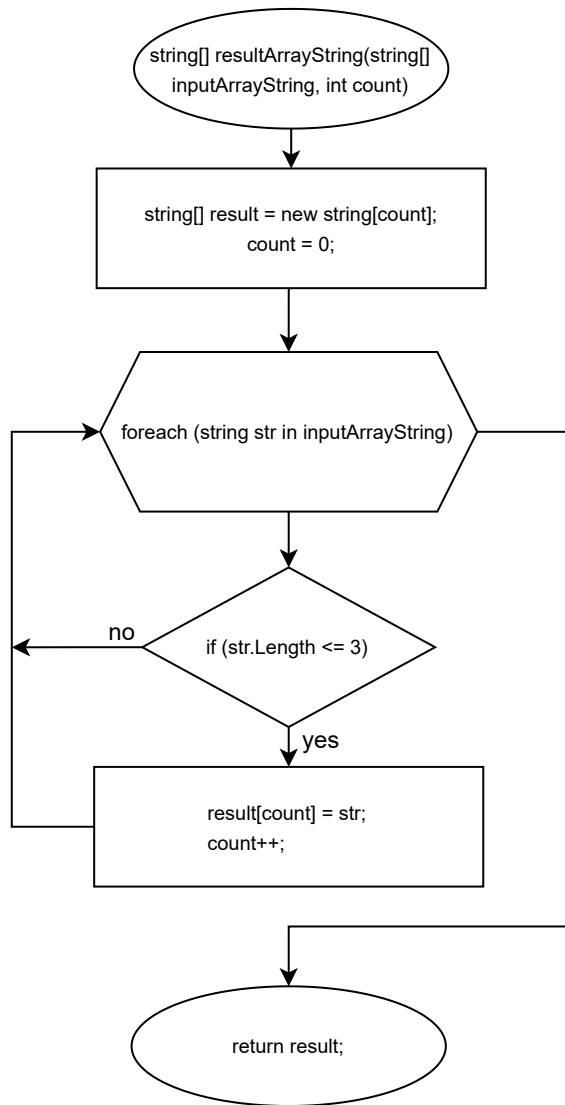 string[] resultArrayString(string[]
inputArrayString, int count)
string[] result = new string[count];
count = 0;
foreach (string str in inputArrayString)
if (str.Length <= 3)
no
yes
result[count] = str;
count++;
return result;